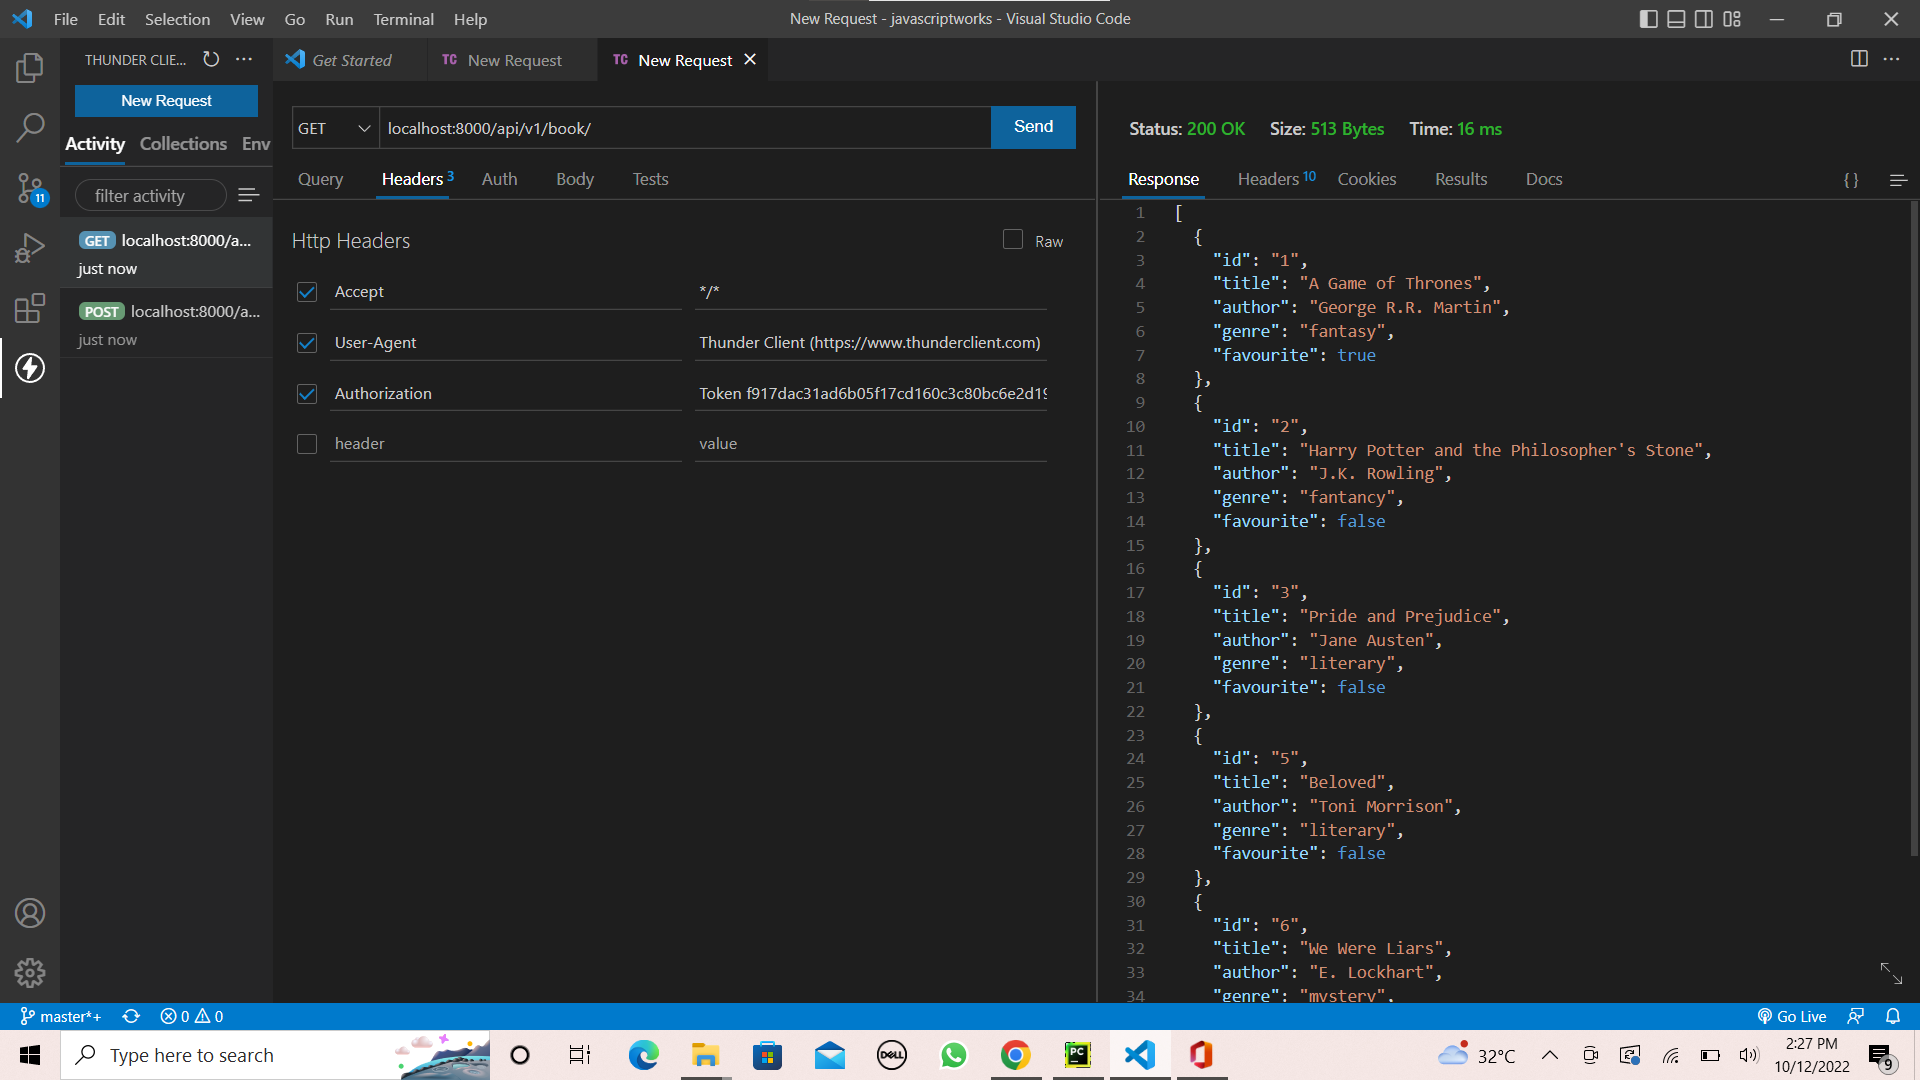 File Edit Selection View Go Run Terminal Help
New Request - javascriptworks - Visual Studio Code
THUNDER CLIE...
Get Started
TC New Request
TC New Request
New Request
Activity Collections Env
filter activity
GET localhost:8000/a...
just now
POST localhost:8000/a...
just now
11
GET localhost:8000/api/v1/book/ Send
Query Headers 3 Auth Body Tests
Http Headers
Raw
Accept */*
User-Agent Thunder Client (https://www.thunderclient.com)
Authorization Token f917dac31ad6b05f17cd160c3c80bc6e2d19
header value
Status: 200 OK Size: 513 Bytes Time: 16 ms
Response Headers 10 Cookies Results Docs { }
1 [
2 {
3 "id": "1",
4 "title": "A Game of Thrones",
5 "author": "George R.R. Martin",
6 "genre": "fantasy",
7 "favourite": true
8 },
9 {
10 "id": "2",
11 "title": "Harry Potter and the Philosopher's Stone",
12 "author": "J.K. Rowling",
13 "genre": "fantancy",
14 "favourite": false
15 },
16 {
17 "id": "3",
18 "title": "Pride and Prejudice",
19 "author": "Jane Austen",
20 "genre": "literary",
21 "favourite": false
22 },
23 {
24 "id": "5",
25 "title": "Beloved",
26 "author": "Toni Morrison",
27 "genre": "literary",
28 "favourite": false
29 },
30 {
31 "id": "6",
32 "title": "We Were Liars",
33 "author": "E. Lockhart",
34 "genre": "mystery",
master*+ 0 0 Go Live
Type here to search
DELL
PC
32°C
2:27 PM
10/12/2022
9